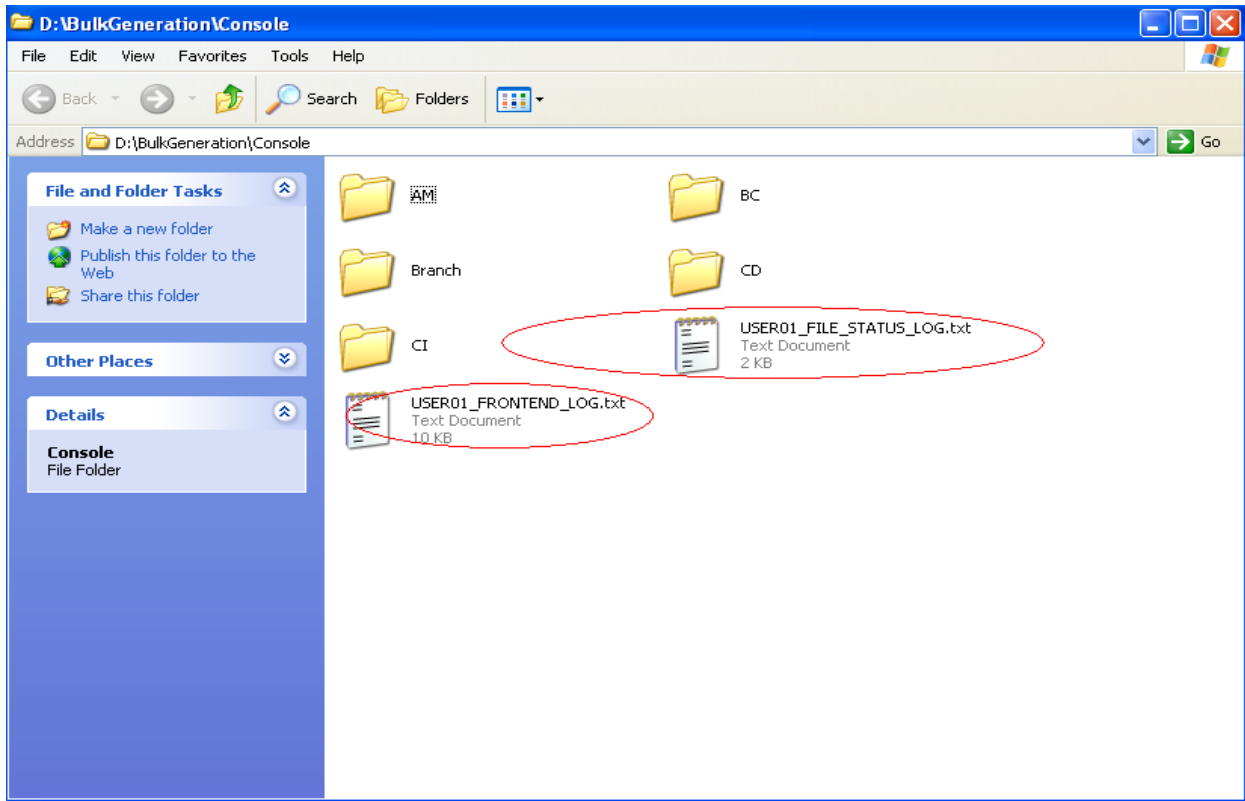 D:\BulkGeneration\Console
File Edit View Favorites Tools Help
Back Search Folders
Address D:\BulkGeneration\Console Go
File and Folder Tasks
Make a new folder
Publish this folder to the
Web
Share this folder
Other Places
Details
Console
File Folder
AM BC
Branch CD
CI
USER01_FILE_STATUS_LOG.txt
Text Document
2 KB
USER01_FRONTEND_LOG.txt
Text Document
10 KB